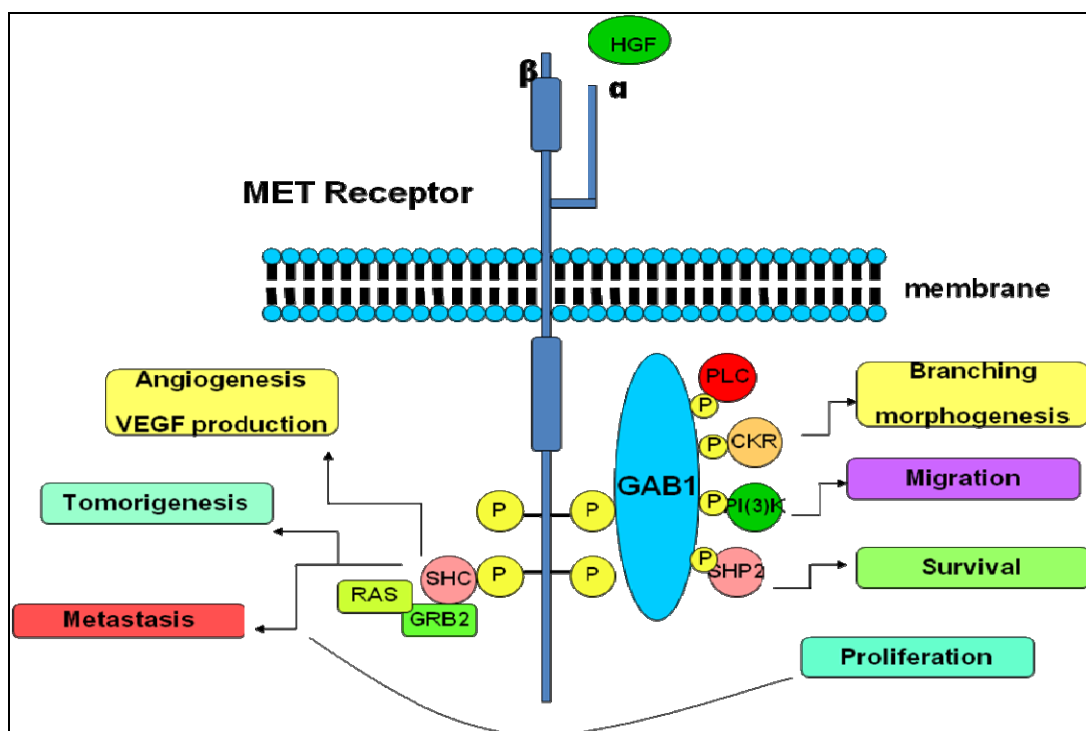 HGF
β
α
MET Receptor
membrane
Angiogenesis
VEGF production
Tomorigenesis
Metastasis
SHC
RAS
GRB2
P
P
P
P
GAB1
P
PLC
P
CKR
P
PI(3)K
P
SHP2
Branching
morphogenesis
Migration
Survival
Proliferation